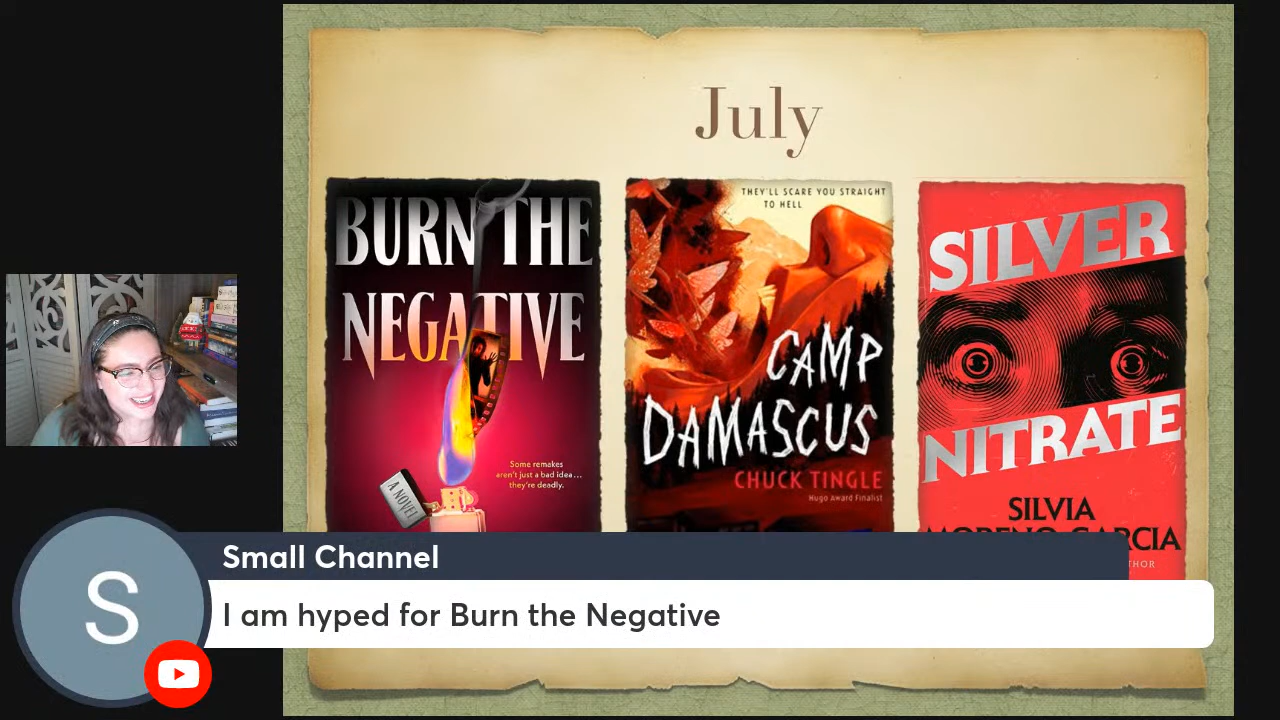 July
BURN THE
NEGATIVE
Some remakes
aren't just a bad idea...
they're deadly.
A NOVEL
THEY'LL SCARE YOU STRAIGHT
TO HELL
CAMP
DAMASCUS
CHUCK TINGLE
Hugo Award Finalist
SILVER
NITRATE
SILVIA
MORENO-GARCIA
S
Small Channel
I am hyped for Burn the Negative